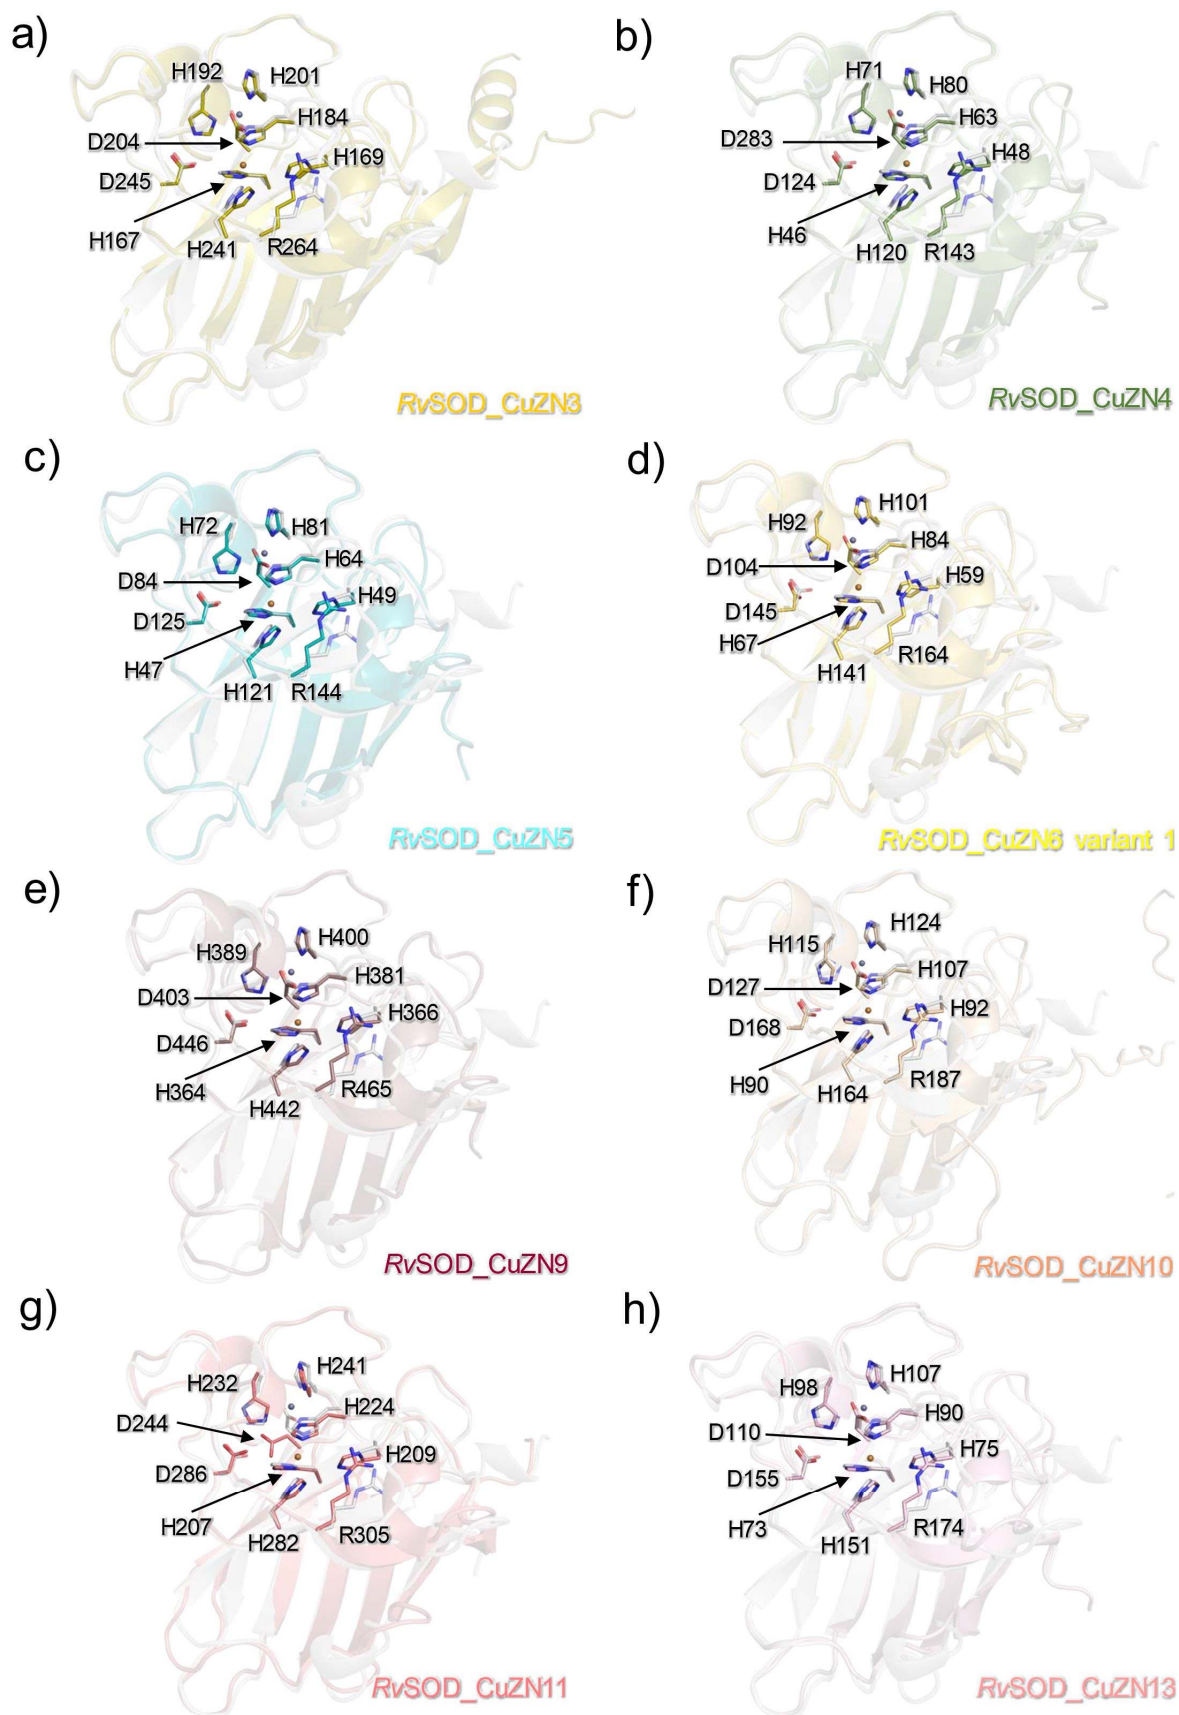 a)
H192
H201
H184
D204
H169
D245
H167
H241
R264
RvSOD_CuZN3
b)
H71
H80
H63
D283
H48
D124
H46
H120
R143
RvSOD_CuZN4
c)
H72
H81
H64
D84
H49
D125
H47
H121
R144
RvSOD_CuZN5
d)
H92
H101
H84
D104
H59
D145
H67
H141
R164
RvSOD_CuZN6 variant 1
e)
H389
H400
H381
D403
H366
D446
H364
H442
R465
RvSOD_CuZN9
f)
H115
H124
H107
D127
H92
D168
H90
H164
R187
RvSOD_CuZN10
g)
H232
H241
H224
D244
H209
D286
H207
H282
R305
RvSOD_CuZN11
h)
H98
H107
H90
D110
H75
D155
H73
H151
R174
RvSOD_CuZN13